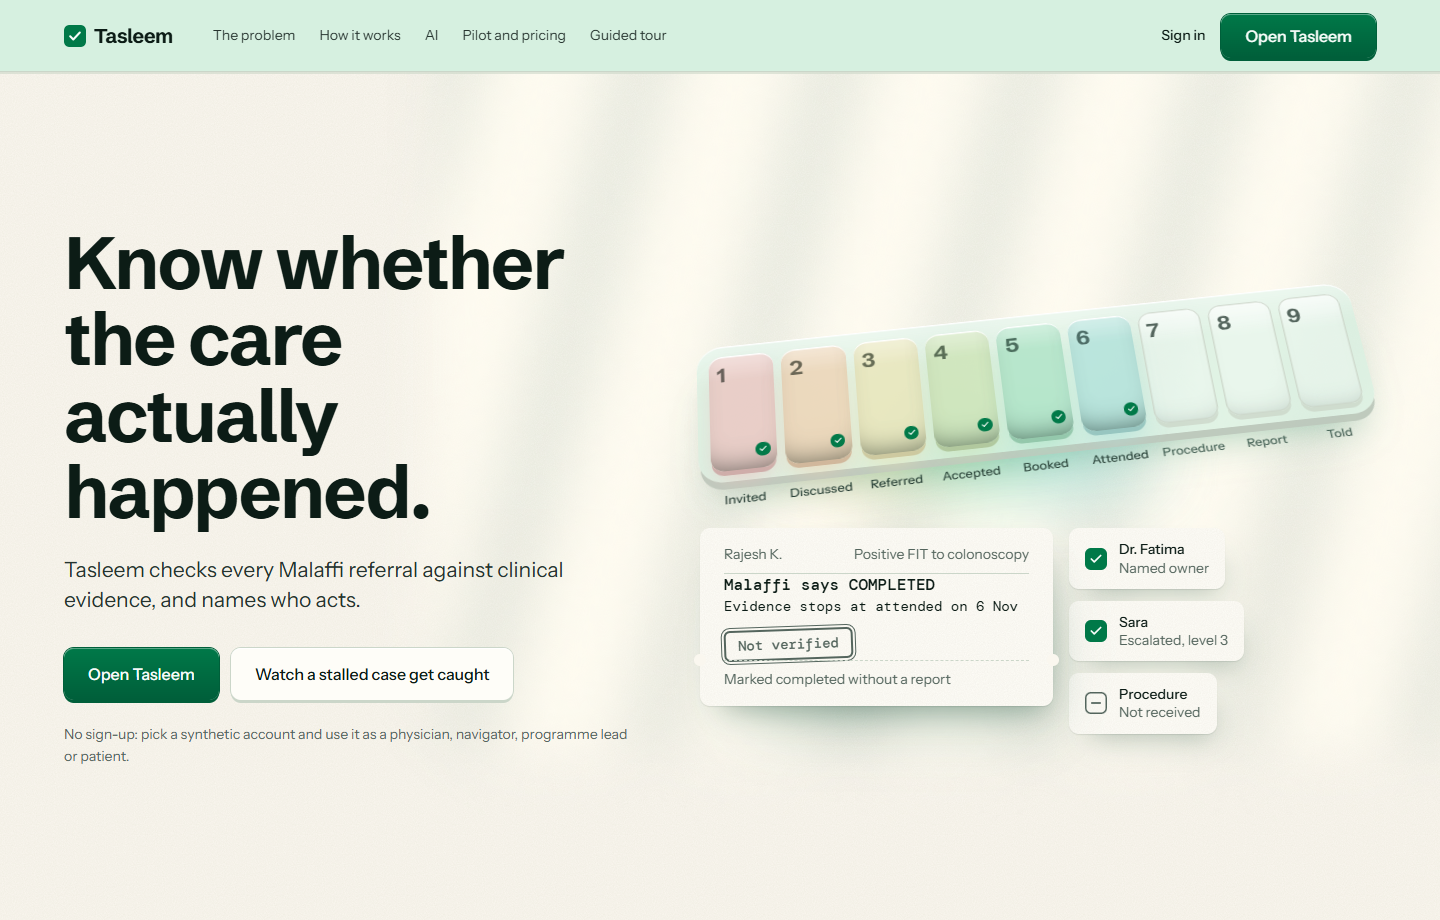 Tasleem
The problem
How it works
AI
Pilot and pricing
Guided tour
Sign in
Open Tasleem
Know whether
the care
actually
happened.
Tasleem checks every Malaffi referral against clinical
evidence, and names who acts.
Open Tasleem
Watch a stalled case get caught
No sign-up: pick a synthetic account and use it as a physician, navigator, programme lead
or patient.
1
2
3
4
5
6
7
8
9
Invited
Discussed
Referred
Accepted
Booked
Attended
Procedure
Report
Told
Rajesh K.
Positive FIT to colonoscopy
Malaffi says COMPLETED
Evidence stops at attended on 6 Nov
Not verified
Marked completed without a report
Dr. Fatima
Named owner
Sara
Escalated, level 3
Procedure
Not received